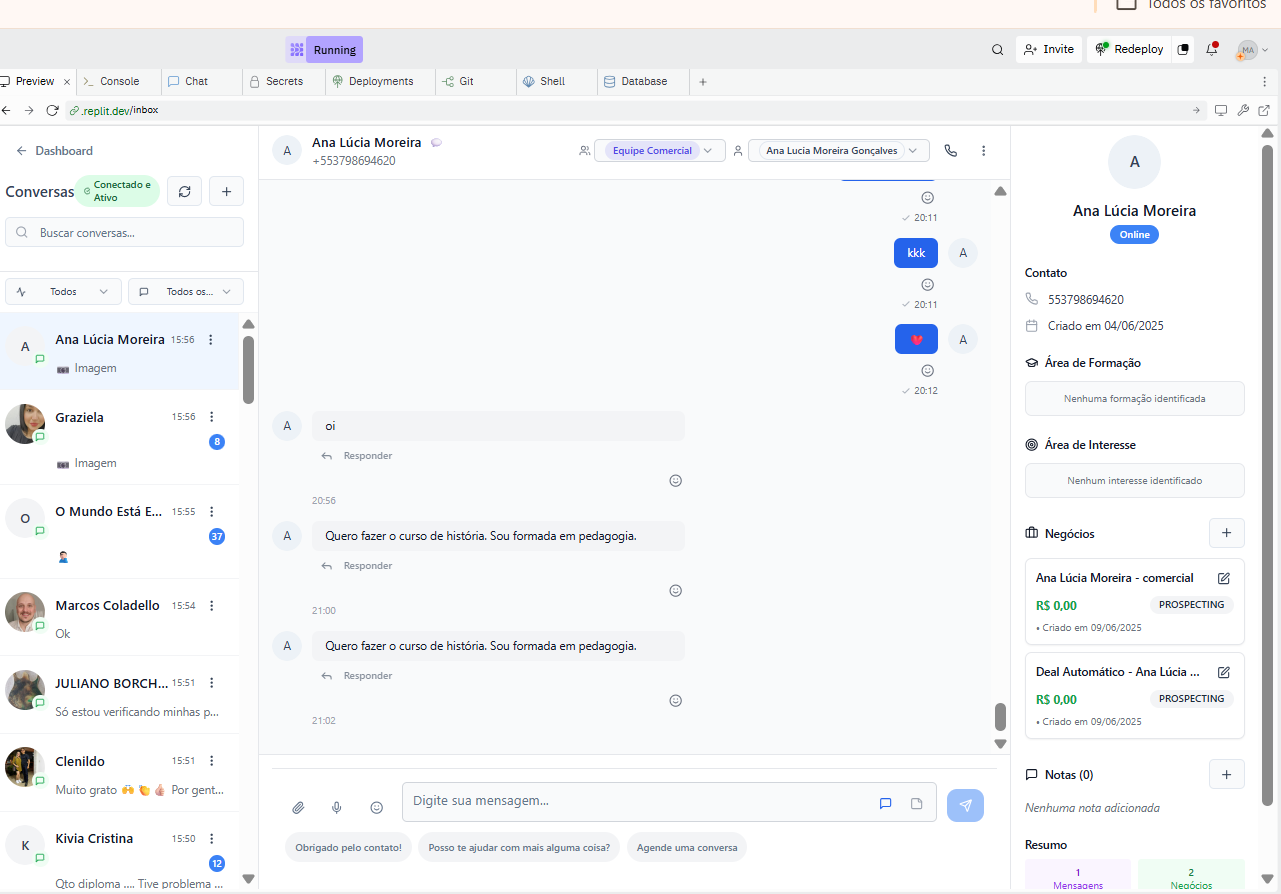 Todos os favoritos
Running
Invite
Redeploy
MA
Preview
Console
Chat
Secrets
Deployments
Git
Shell
Database
.replit.dev/inbox
Dashboard
Conversas
Conectado e
Ativo
Buscar conversas...
Todos
Todos os...
A
Ana Lúcia Moreira
15:56
Imagem
Graziela
15:56
8
Imagem
O
O Mundo Está E...
15:55
37
Marcos Coladello
15:54
Ok
JULIANO BORCH...
15:51
Só estou verificando minhas p...
Clenildo
15:51
Muito grato 🙌 👏 👍 Por gent...
K
Kivia Cristina
15:50
12
Qto diploma .... Tive problema ...
A
Ana Lúcia Moreira
+553798694620
Equipe Comercial
Ana Lucia Moreira Gonçalves
20:11
kkk
A
20:11
❤️
A
20:12
A
oi
Responder
20:56
A
Quero fazer o curso de história. Sou formada em pedagogia.
Responder
21:00
A
Quero fazer o curso de história. Sou formada em pedagogia.
Responder
21:02
Digite sua mensagem...
Obrigado pelo contato!
Posso te ajudar com mais alguma coisa?
Agende uma conversa
A
Ana Lúcia Moreira
Online
Contato
553798694620
Criado em 04/06/2025
Área de Formação
Nenhuma formação identificada
Área de Interesse
Nenhum interesse identificado
Negócios
Ana Lúcia Moreira - comercial
R$ 0,00
PROSPECTING
• Criado em 09/06/2025
Deal Automático - Ana Lúcia ...
R$ 0,00
PROSPECTING
• Criado em 09/06/2025
Notas (0)
Nenhuma nota adicionada
Resumo
1
Mensagens
2
Negócios